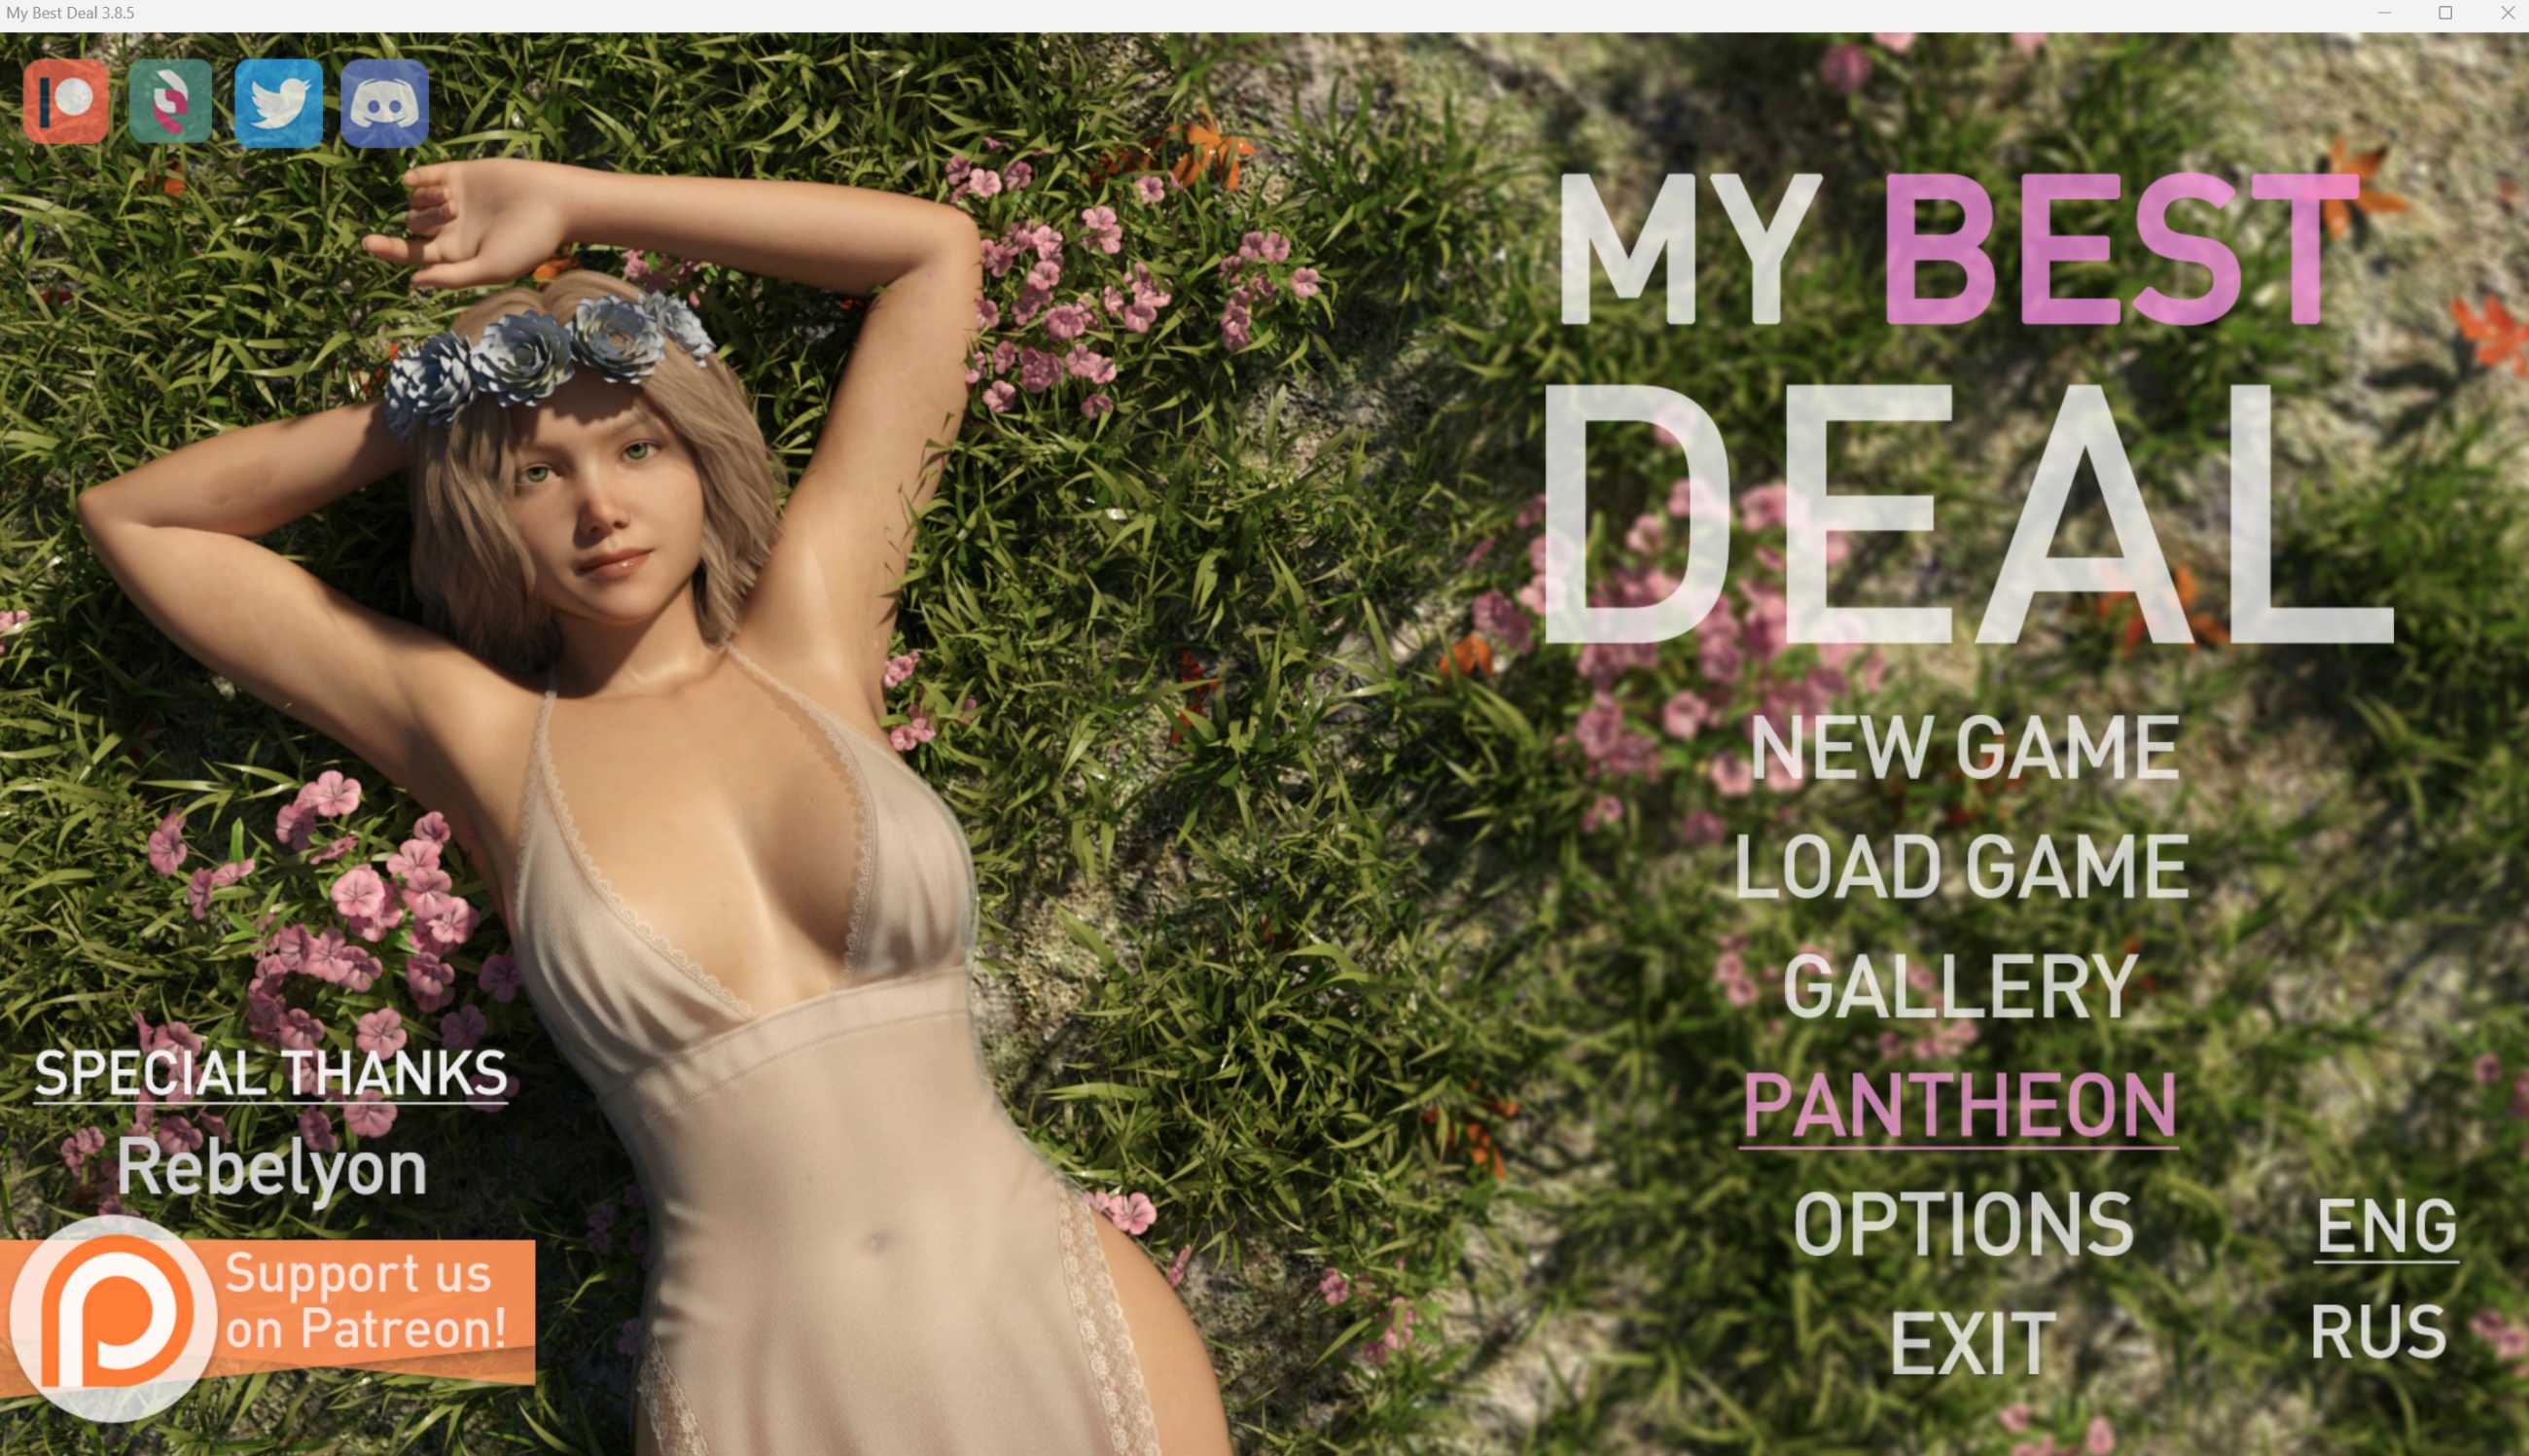 My Best Deal 3.8.5
MY BEST
DEAL
NEW GAME
LOAD GAME
GALLERY
PANTHEON
OPTIONS
EXIT
ENG
RUS
SPECIAL THANKS
Rebelyon
Support us
on Patreon!